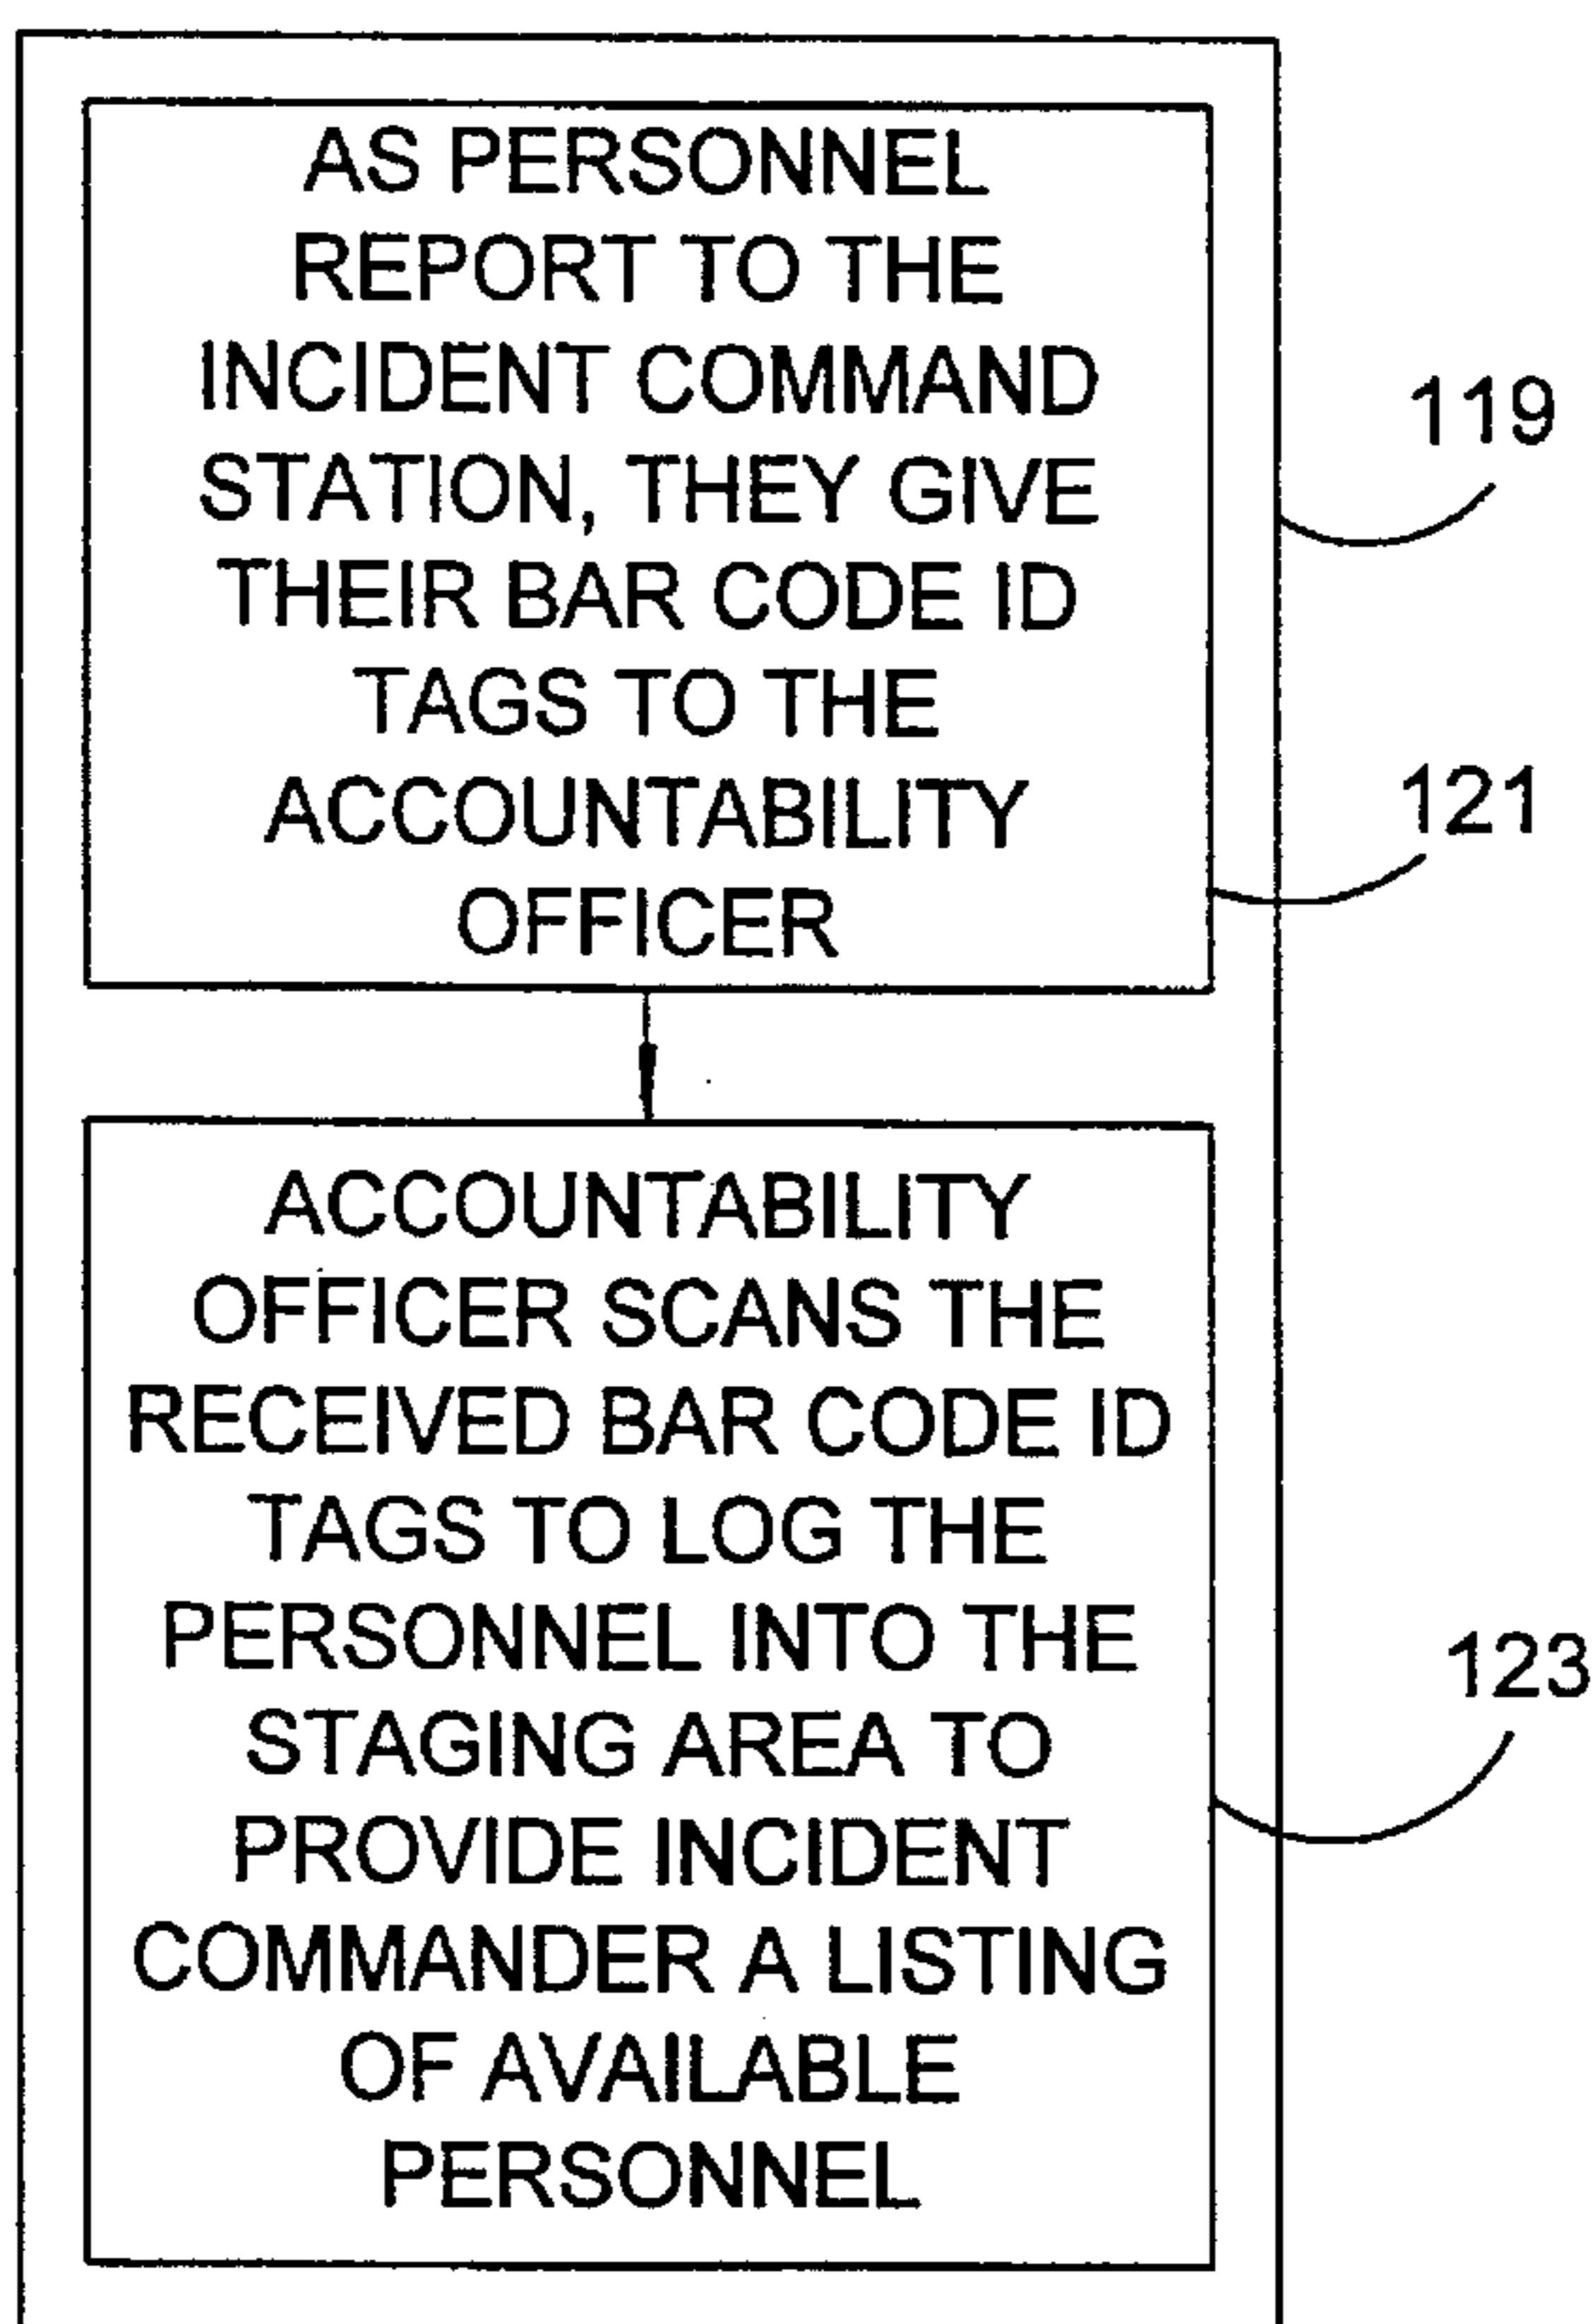 AS PERSONNEL
REPORT TO THE
INCIDENT COMMAND
STATION, THEY GIVE
THEIR BAR CODE ID
TAGS TO THE
ACCOUNTABILITY
OFFICER
119
121
ACCOUNTABILITY
OFFICER SCANS THE
RECEIVED BAR CODE ID
TAGS TO LOG THE
PERSONNEL INTO THE
STAGING AREA TO
PROVIDE INCIDENT
COMMANDER A LISTING
OF AVAILABLE
PERSONNEL
123